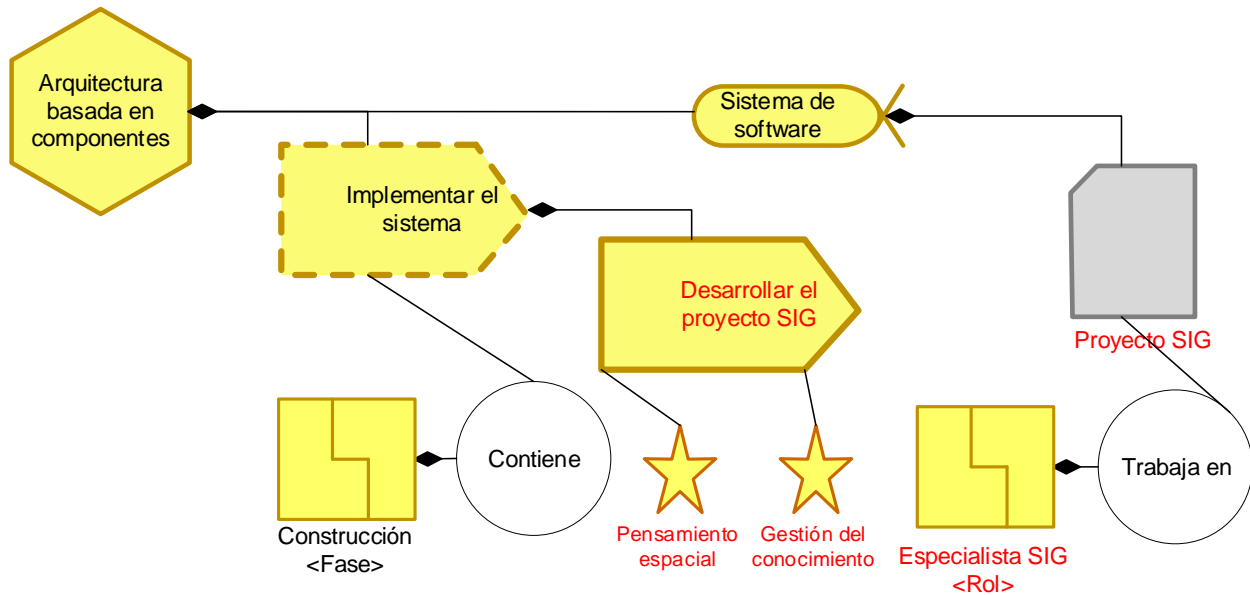 Arquitectura
basada en
componentes
Sistema de
software
Implementar el
sistema
Desarrollar el
proyecto SIG
Proyecto SIG
Contiene
Trabaja en
Construcción
<Fase>
Pensamiento
espacial
Gestión del
conocimiento
Especialista SIG
<Rol>